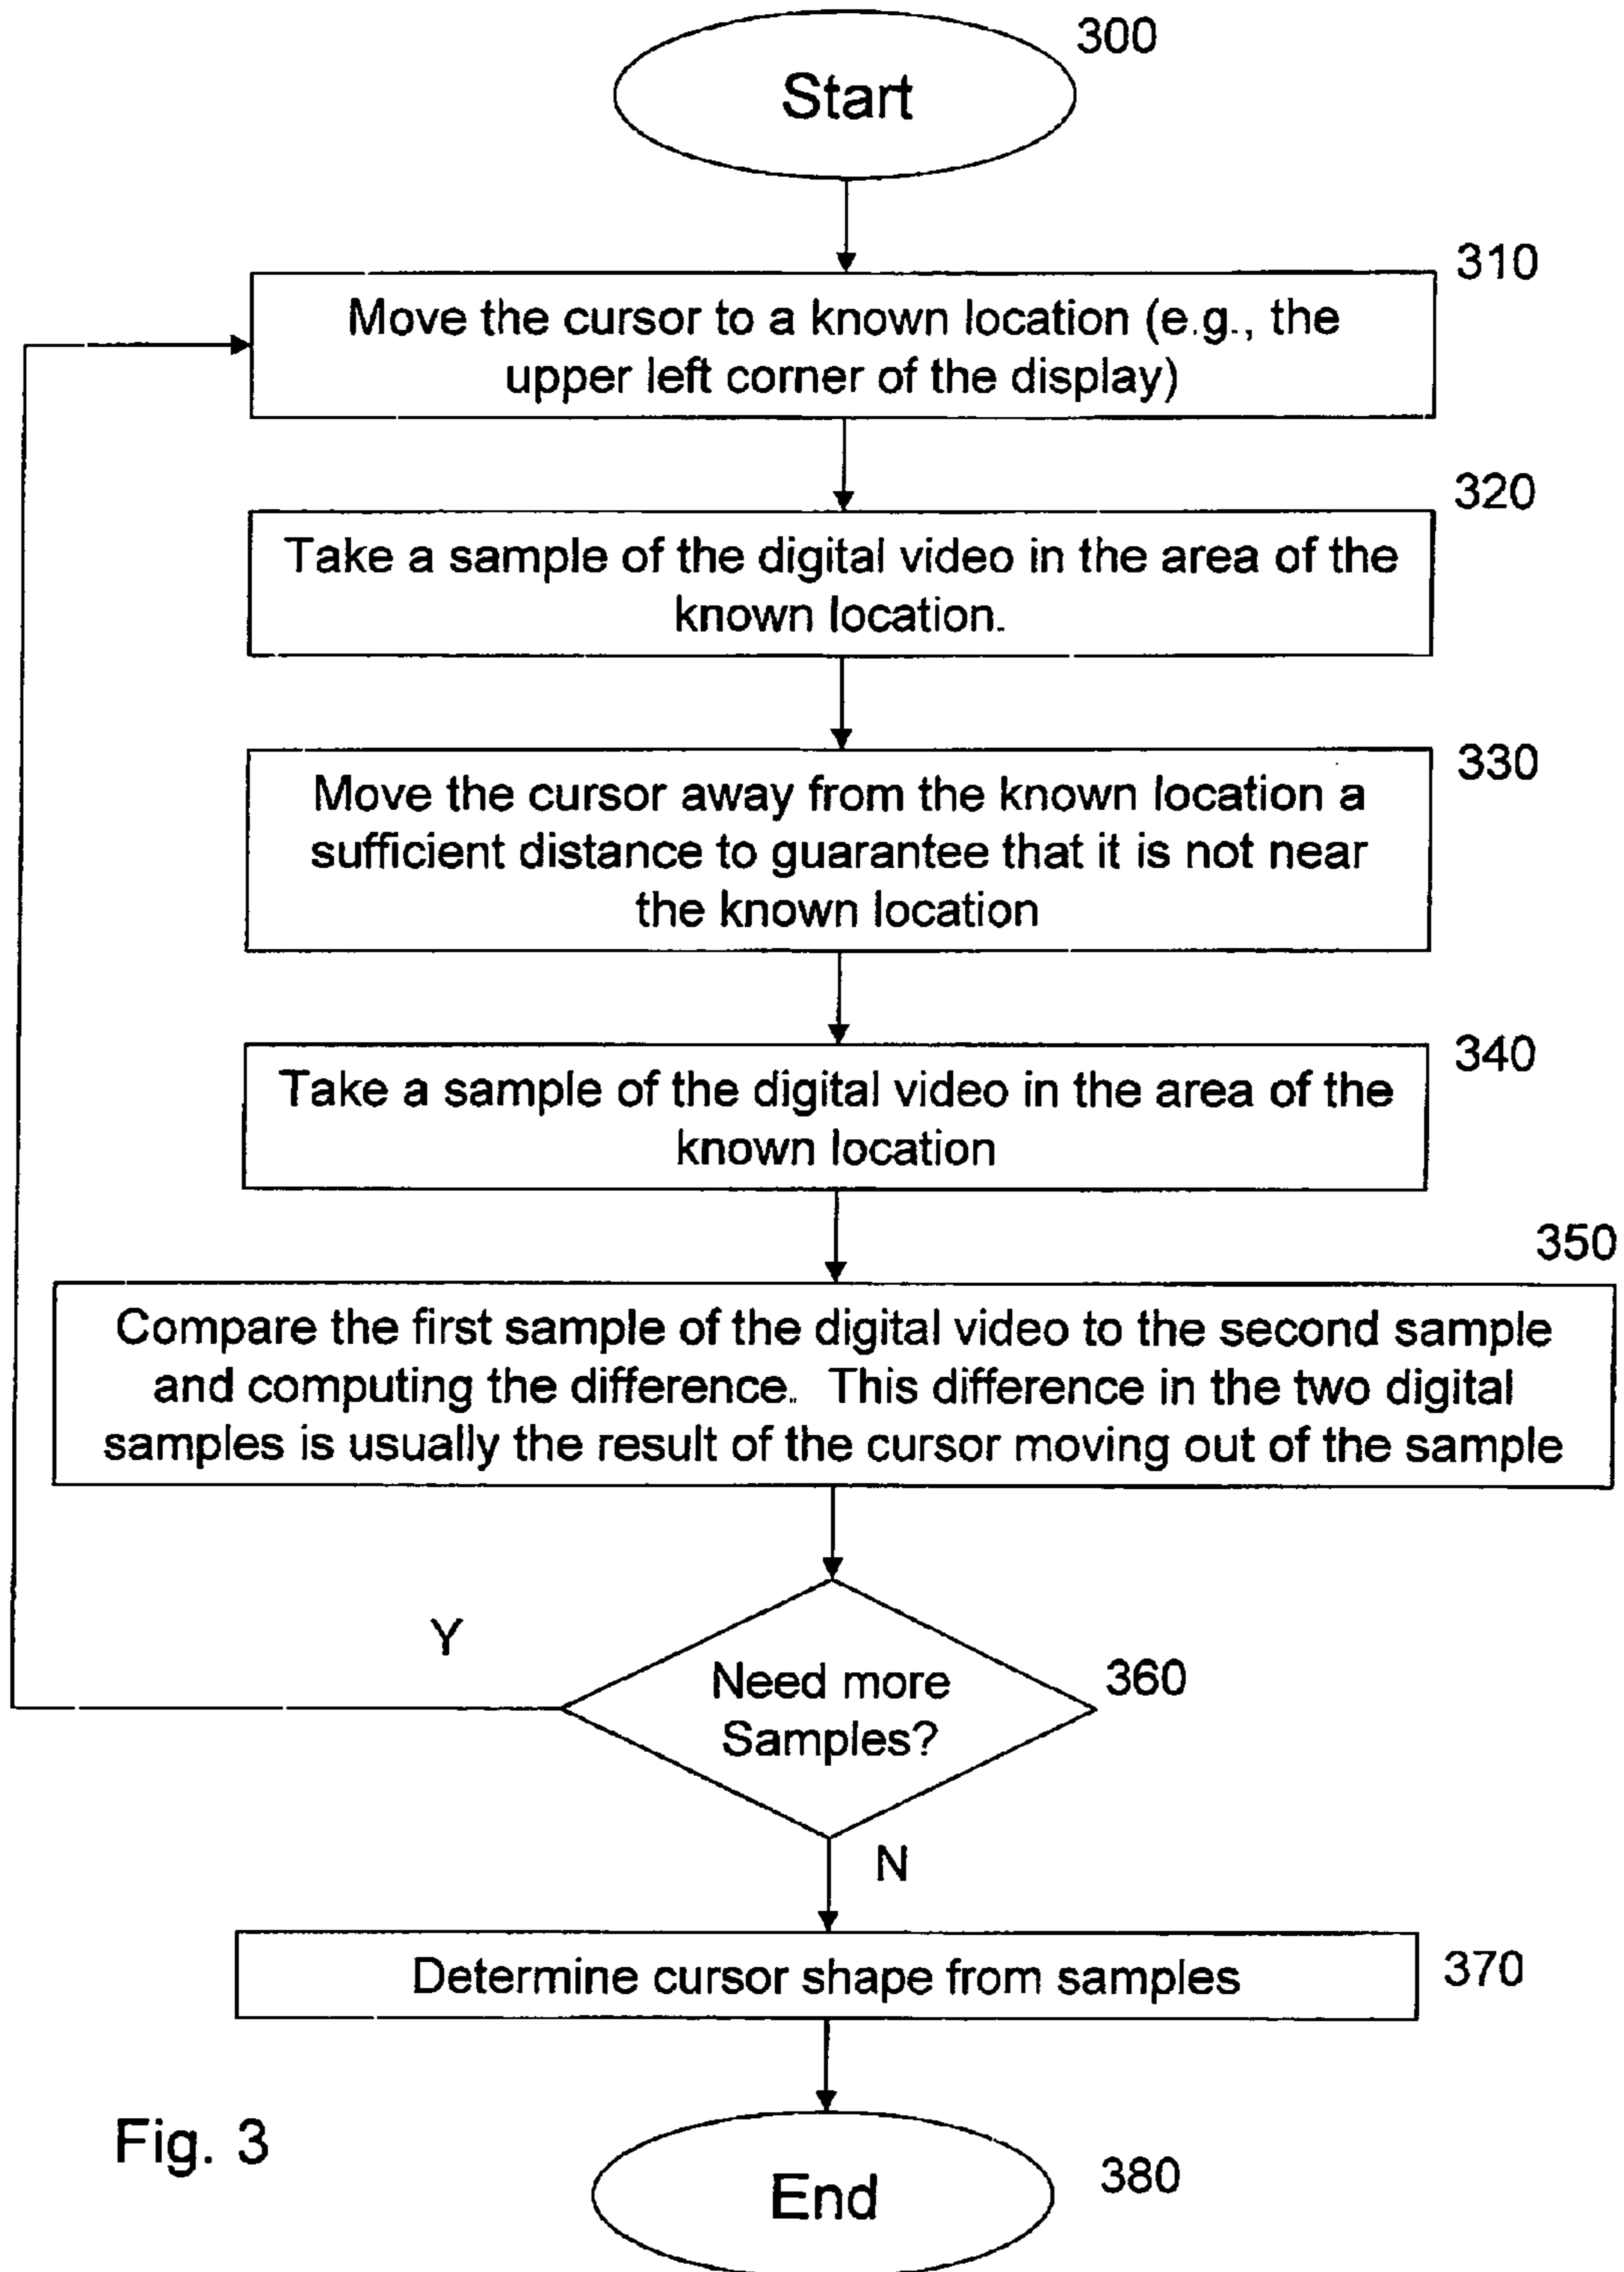 300
Start
310
Move the cursor to a known location (e.g., the
upper left corner of the display)
320
Take a sample of the digital video in the area of the
known location.
330
Move the cursor away from the known location a
sufficient distance to guarantee that it is not near
the known location
340
Take a sample of the digital video in the area of the
known location
350
Compare the first sample of the digital video to the second sample
and computing the difference. This difference in the two digital
samples is usually the result of the cursor moving out of the sample
Y
Need more
Samples?
360
N
Determine cursor shape from samples
370
Fig. 3
End
380